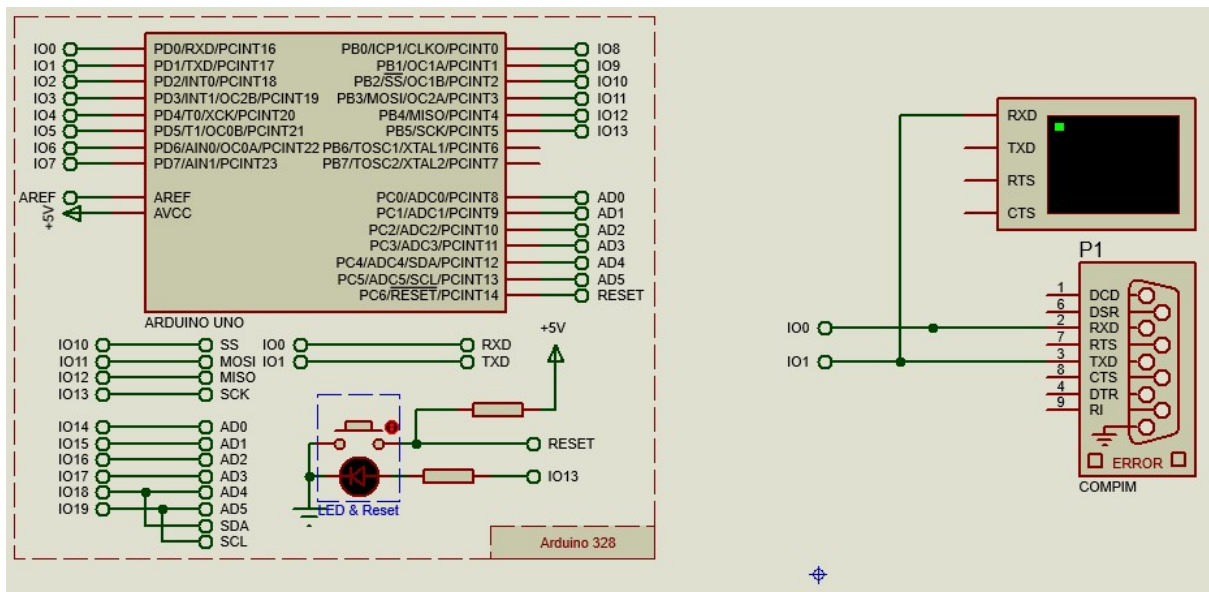 IO0 PD0/RXD/PCINT16 PB0/ICP1/CLKO/PCINT0 IO8
IO1 PD1/TXD/PCINT17 PB1/OC1A/PCINT1 IO9
IO2 PD2/INT0/PCINT18 PB2/SS/OC1B/PCINT2 IO10
IO3 PD3/INT1/OC2B/PCINT19 PB3/MOSI/OC2A/PCINT3 IO11
IO4 PD4/T0/XCK/PCINT20 PB4/MISO/PCINT4 IO12
IO5 PD5/T1/OC0B/PCINT21 PB5/SCK/PCINT5 IO13
IO6 PD6/AIN0/OC0A/PCINT22 PB6/TOSC1/XTAL1/PCINT6
IO7 PD7/AIN1/PCINT23 PB7/TOSC2/XTAL2/PCINT7
AREF AREF PC0/ADC0/PCINT8 AD0
+5V AVCC PC1/ADC1/PCINT9 AD1
PC2/ADC2/PCINT10 AD2
PC3/ADC3/PCINT11 AD3
PC4/ADC4/SDA/PCINT12 AD4
PC5/ADC5/SCL/PCINT13 AD5
PC6/RESET/PCINT14 RESET
ARDUINO UNO
IO10 SS
IO11 MOSI
IO12 MISO
IO13 SCK
IO0 RXD
IO1 TXD
+5V
IO14 AD0
IO15 AD1
IO16 AD2
IO17 AD3
IO18 AD4
IO19 AD5
SDA
SCL
RESET
IO13
LED & Reset
Arduino 328
RXD
TXD
RTS
CTS
P1
IO0
IO1
1 DCD
6 DSR
2 RXD
7 RTS
3 TXD
8 CTS
4 DTR
9 RI
ERROR
COMPIM